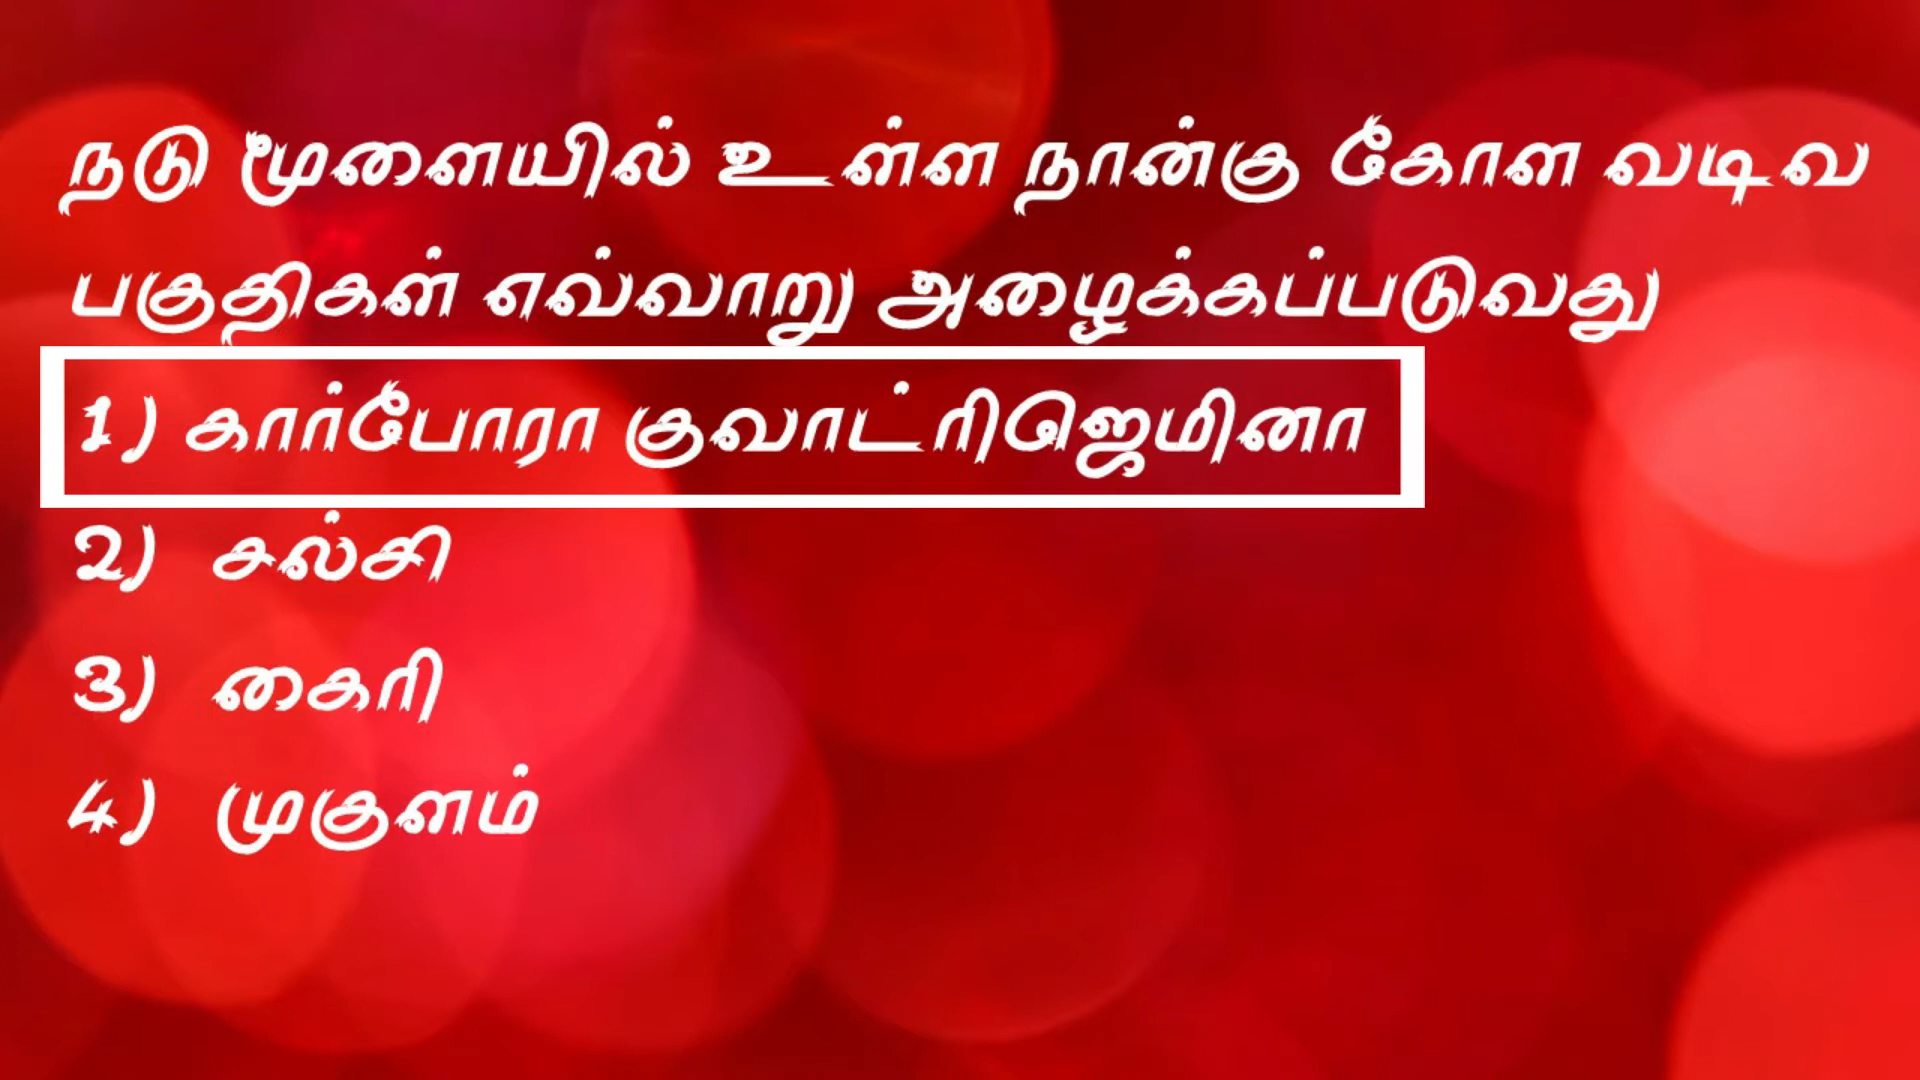 நடு மூளையில் உள்ள நான்கு கோள வடிவ
பகுதிகள் எவ்வாறு அழைக்கப்படுவது
1) கார்போரா குவாட்ரிஜெமினா
2) சல்சி
3) கைரி
4) முகுளம்